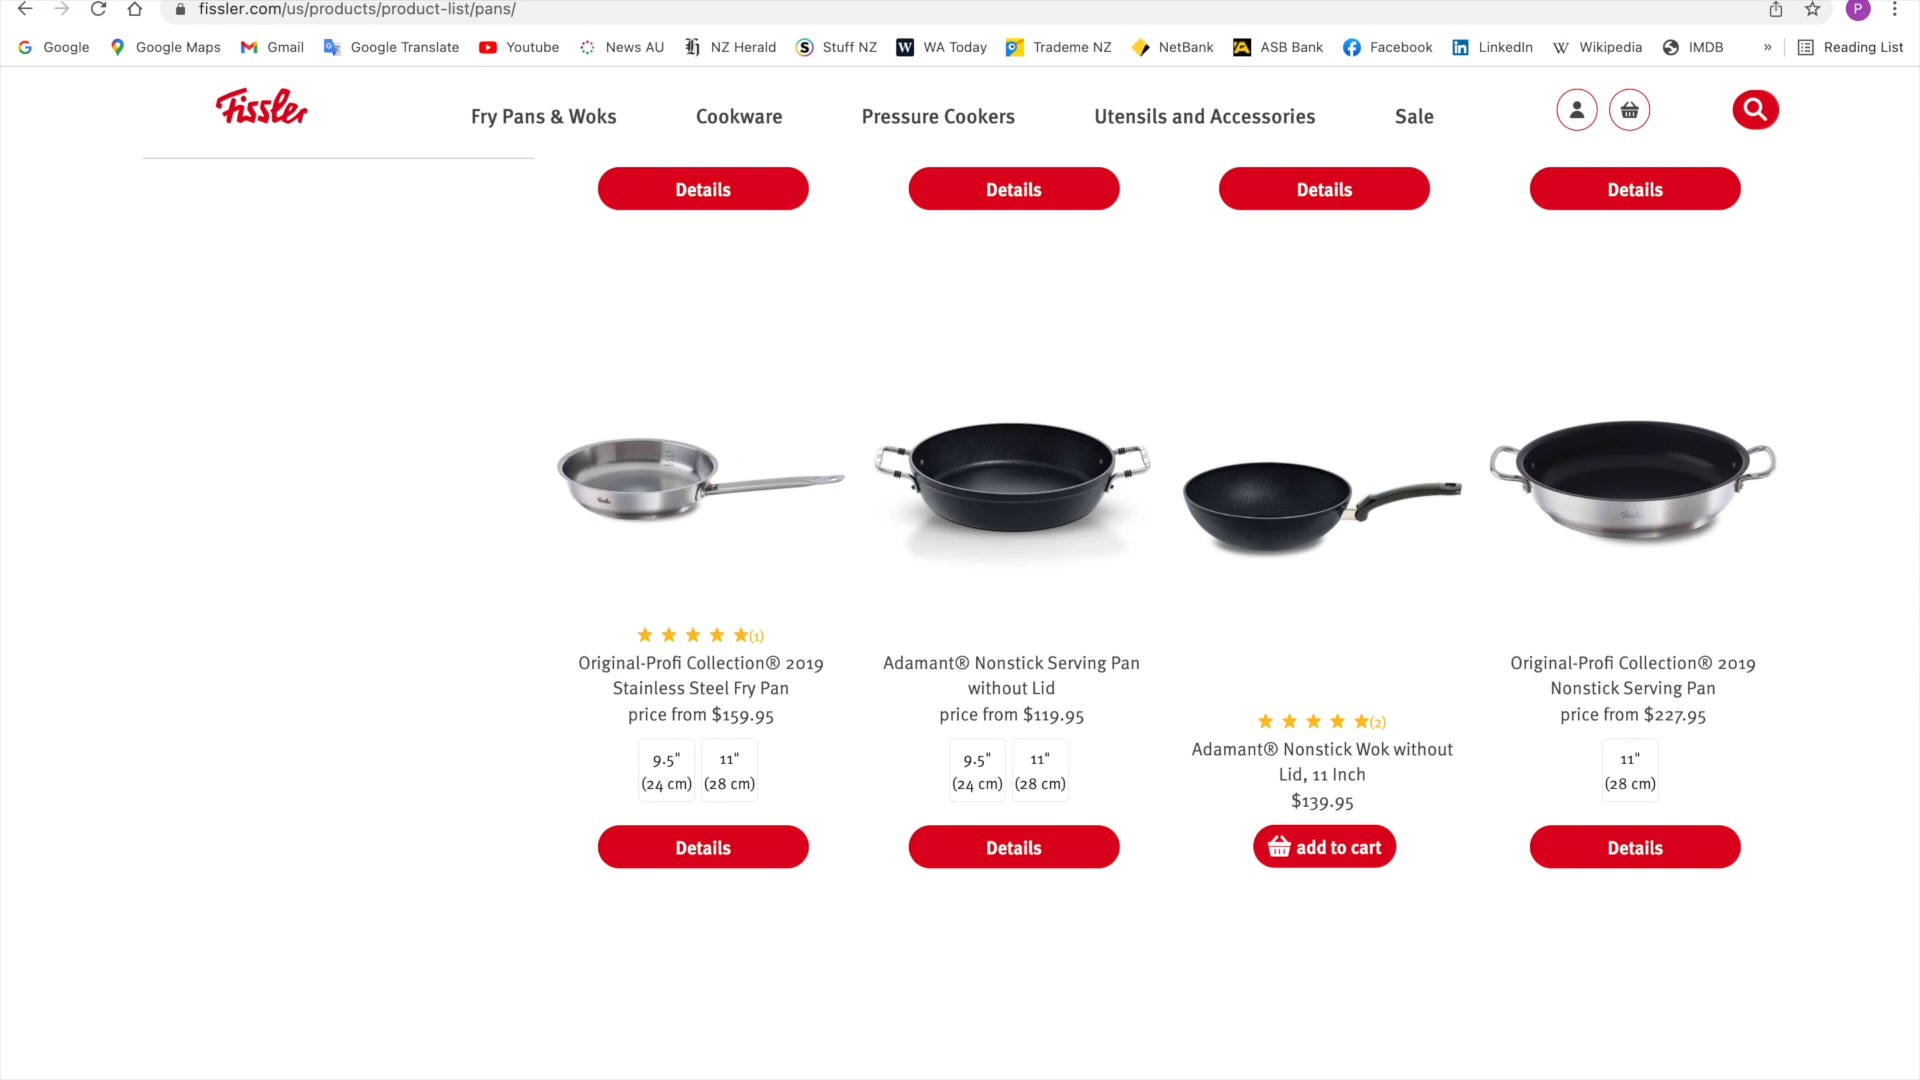 fissler.com/us/products/product-list/pans/
P
Google
Google Maps
Gmail
Google Translate
Youtube
News AU
NZ Herald
Stuff NZ
WA Today
Trademe NZ
NetBank
ASB Bank
Facebook
LinkedIn
Wikipedia
IMDB
»
Reading List
Fissler
Fry Pans & Woks
Cookware
Pressure Cookers
Utensils and Accessories
Sale
Details
Details
Details
Details
(1)
Original-Profi Collection® 2019
Stainless Steel Fry Pan
price from $159.95
9.5"
(24 cm)
11"
(28 cm)
Details
Adamant® Nonstick Serving Pan
without Lid
price from $119.95
9.5"
(24 cm)
11"
(28 cm)
Details
(2)
Adamant® Nonstick Wok without
Lid, 11 Inch
$139.95
add to cart
Original-Profi Collection® 2019
Nonstick Serving Pan
price from $227.95
11"
(28 cm)
Details